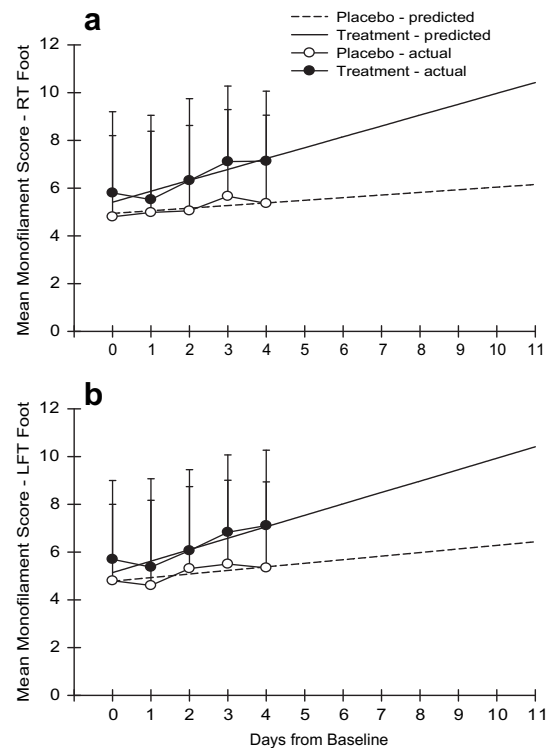 a
Placebo - predicted
Treatment - predicted
Placebo - actual
Treatment - actual
Mean Monofilament Score - RT Foot
12
10
8
6
4
2
0
0 1 2 3 4 5 6 7 8 9 10 11
b
Mean Monofilament Score - LFT Foot
12
10
8
6
4
2
0
0 1 2 3 4 5 6 7 8 9 10 11
Days from Baseline